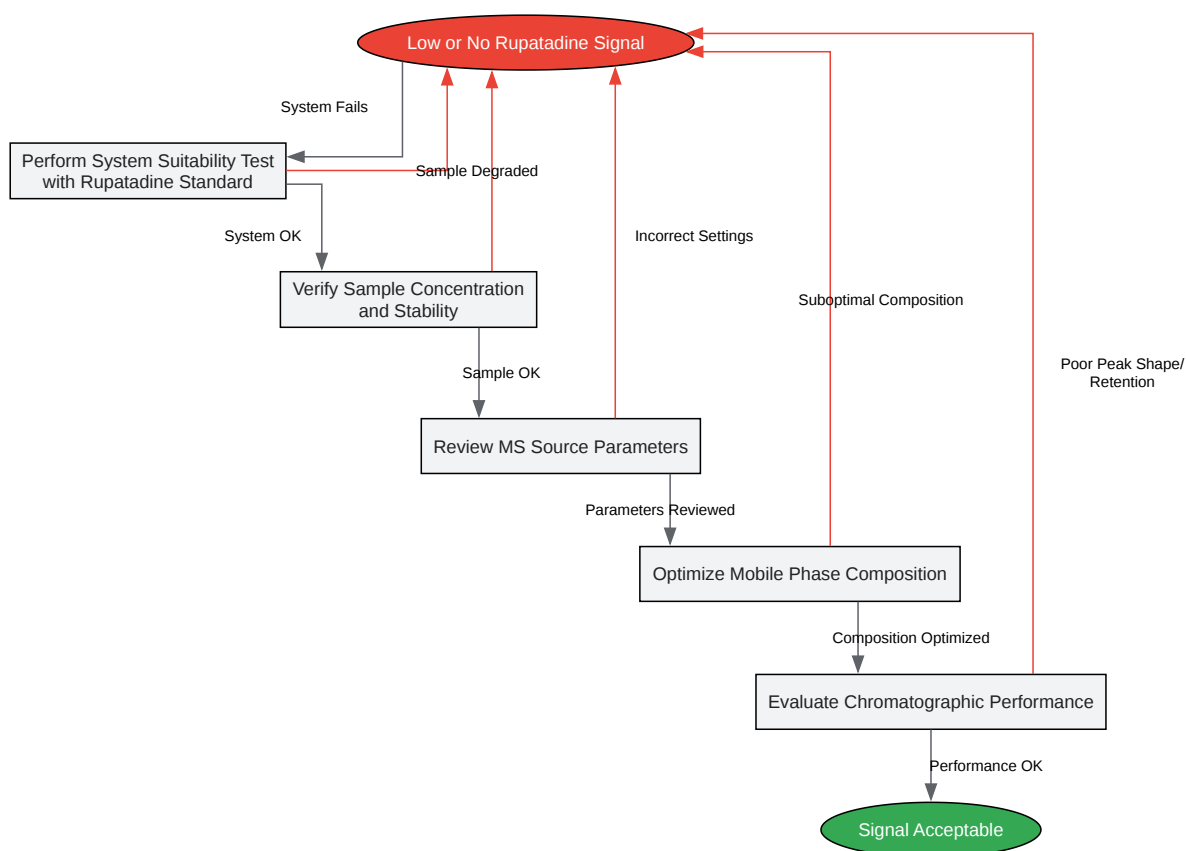 Low or No Rupatadine Signal
System Fails
Perform System Suitability Test
with Rupatadine Standard
Sample Degraded
System OK
Incorrect Settings
Verify Sample Concentration
and Stability
Suboptimal Composition
Poor Peak Shape/
Retention
Sample OK
Review MS Source Parameters
Parameters Reviewed
Optimize Mobile Phase Composition
Composition Optimized
Evaluate Chromatographic Performance
Performance OK
Signal Acceptable